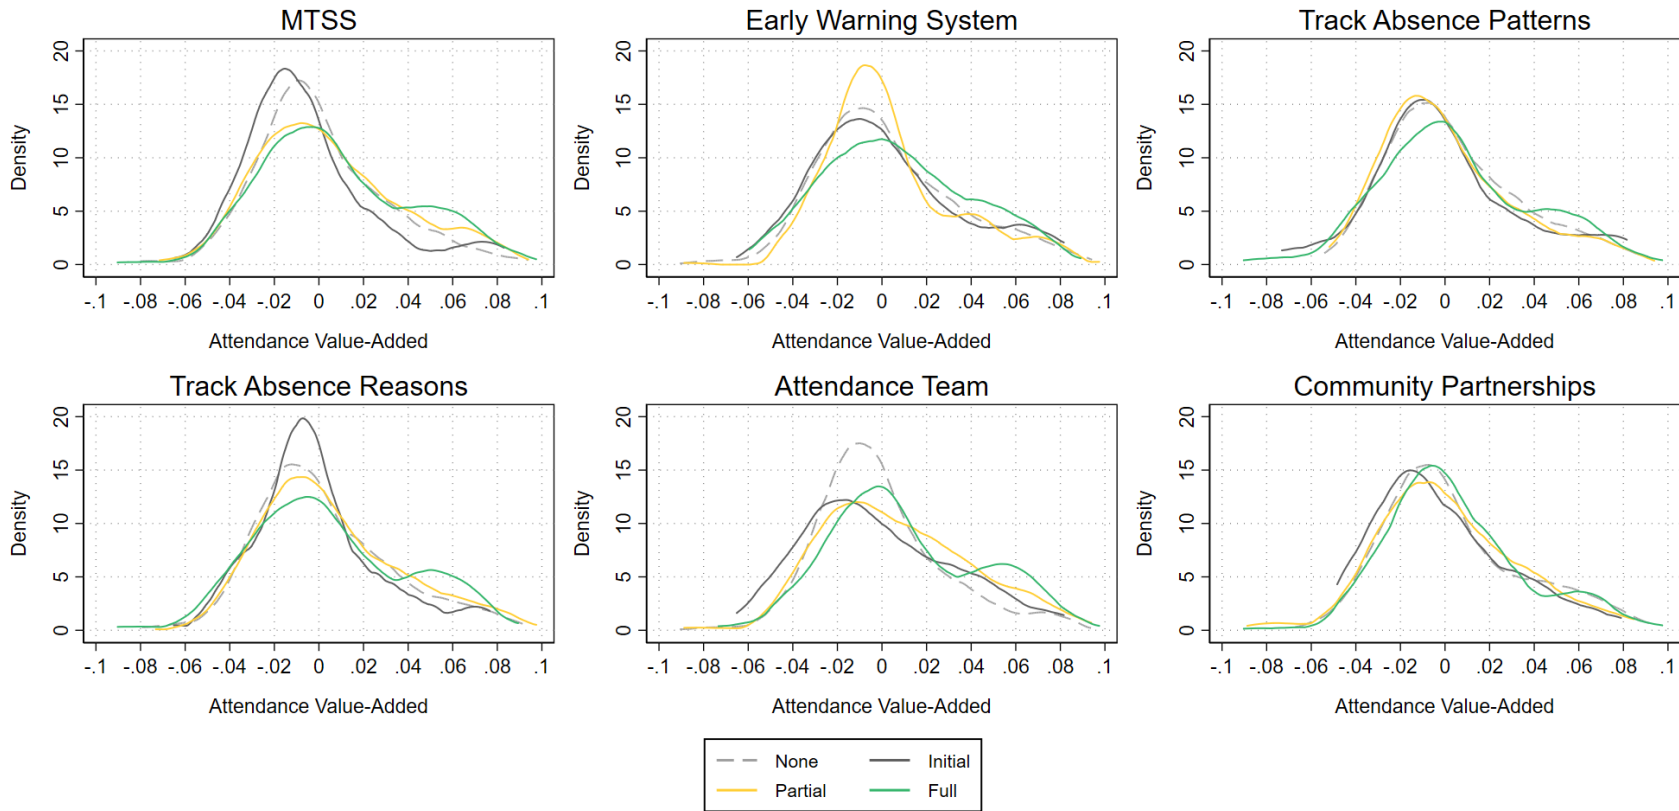 MTSS
Early Warning System
Track Absence Patterns
Density
20
15
10
5
0
-.1 -.08 -.06 -.04 -.02 0 .02 .04 .06 .08 .1
Attendance Value-Added
Density
20
15
10
5
0
-.1 -.08 -.06 -.04 -.02 0 .02 .04 .06 .08 .1
Attendance Value-Added
Density
20
15
10
5
0
-.1 -.08 -.06 -.04 -.02 0 .02 .04 .06 .08 .1
Attendance Value-Added
Track Absence Reasons
Attendance Team
Community Partnerships
Density
20
15
10
5
0
-.1 -.08 -.06 -.04 -.02 0 .02 .04 .06 .08 .1
Attendance Value-Added
Density
20
15
10
5
0
-.1 -.08 -.06 -.04 -.02 0 .02 .04 .06 .08 .1
Attendance Value-Added
Density
20
15
10
5
0
-.1 -.08 -.06 -.04 -.02 0 .02 .04 .06 .08 .1
Attendance Value-Added
None Initial
Partial Full